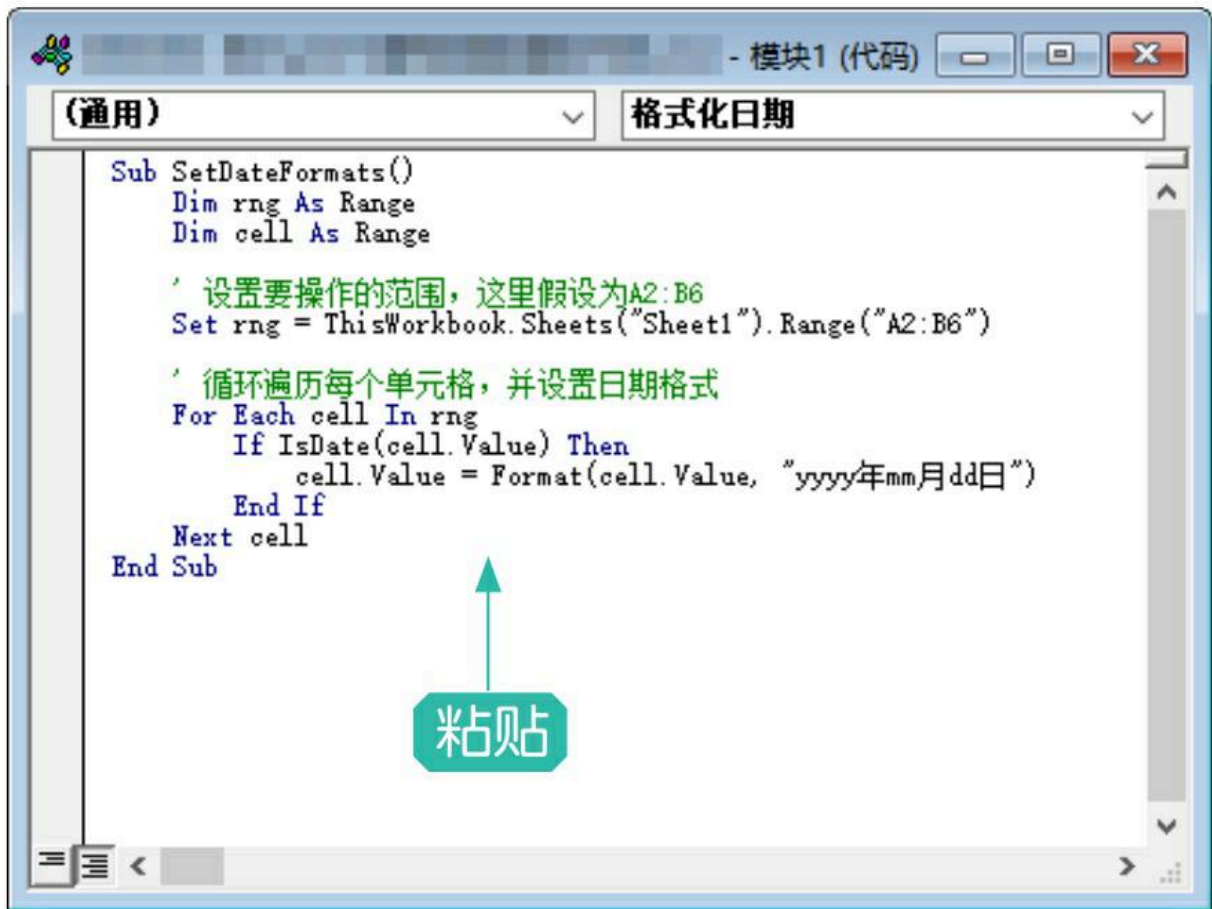 - 模块1 (代码)
(通用)
格式化日期
Sub SetDateFormats()
Dim rng As Range
Dim cell As Range
' 设置要操作的范围，这里假设为A2:B6
Set rng = ThisWorkbook.Sheets("Sheet1").Range("A2:B6")
' 循环遍历每个单元格，并设置日期格式
For Each cell In rng
If IsDate(cell.Value) Then
cell.Value = Format(cell.Value, "yyyy年mm月dd日")
End If
Next cell
End Sub
粘贴